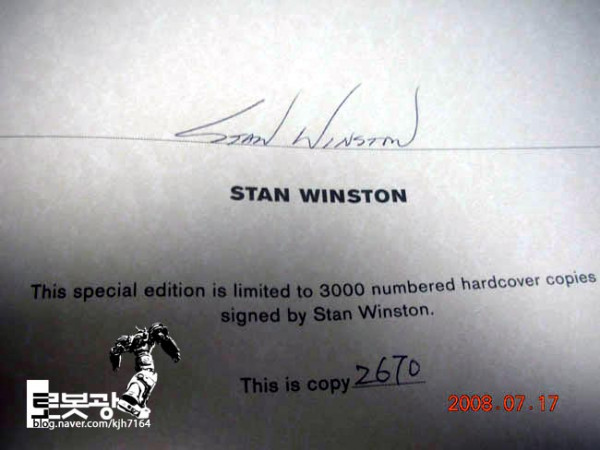 STAN WINSTON
STAN WINSTON
This special edition is limited to 3000 numbered hardcover copies
signed by Stan Winston.
This is copy 2670
2008.07.17
로봇광
blog.naver.com/kjh7164